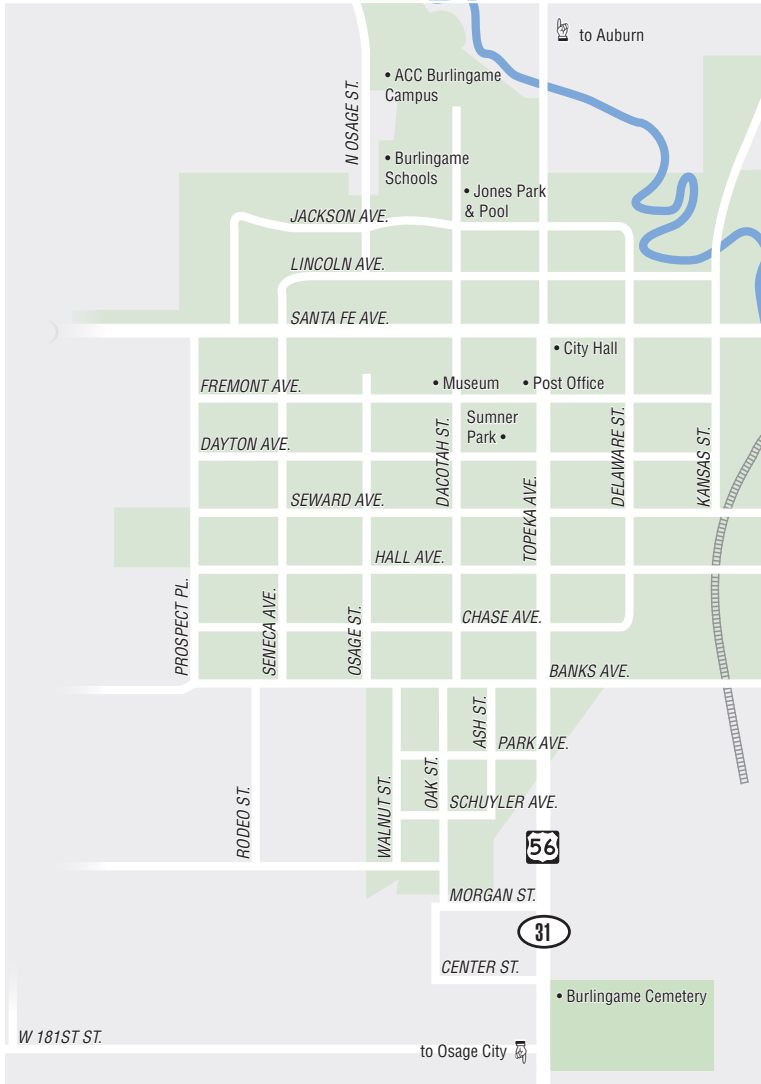 to Auburn
• ACC Burlingame
Campus
N OSAGE ST.
• Burlingame
Schools
• Jones Park
& Pool
JACKSON AVE.
LINCOLN AVE.
SANTA FE AVE.
• City Hall
FREMONT AVE.
• Museum
• Post Office
Sumner
Park •
DAYTON AVE.
DACOTAH ST.
DELAWARE ST.
KANSAS ST.
SEWARD AVE.
TOPEKA AVE.
HALL AVE.
PROSPECT PL.
SENECA AVE.
OSAGE ST.
CHASE AVE.
BANKS AVE.
ASH ST.
PARK AVE.
OAK ST.
WALNUT ST.
RODEO ST.
SCHUYLER AVE.
56
MORGAN ST.
31
CENTER ST.
• Burlingame Cemetery
W 181ST ST.
to Osage City